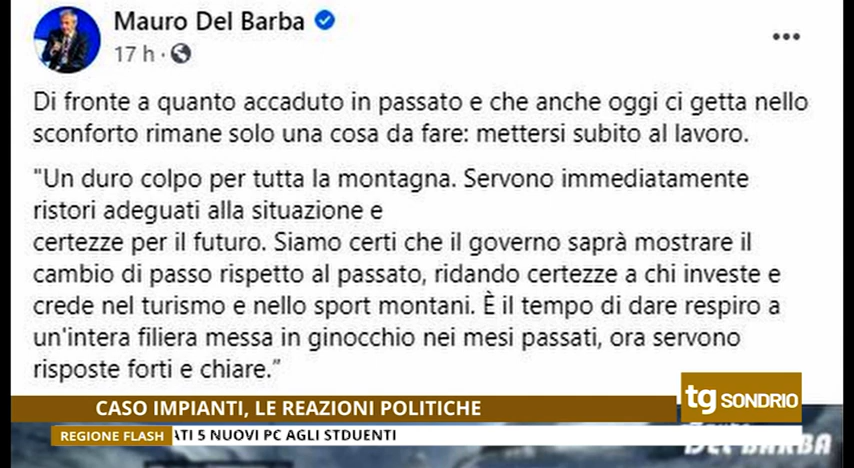 Mauro Del Barba
17 h ·
Di fronte a quanto accaduto in passato e che anche oggi ci getta nello
sconforto rimane solo una cosa da fare: mettersi subito al lavoro.
"Un duro colpo per tutta la montagna. Servono immediatamente
ristori adeguati alla situazione e
certezze per il futuro. Siamo certi che il governo saprà mostrare il
cambio di passo rispetto al passato, ridando certezze a chi investe e
crede nel turismo e nello sport montani. È il tempo di dare respiro a
un'intera filiera messa in ginocchio nei mesi passati, ora servono
risposte forti e chiare.”
CASO IMPIANTI, LE REAZIONI POLITICHE
tg SONDRIO
REGIONE FLASH
ATI 5 NUOVI PC AGLI STDUENTI
DEL BARBA